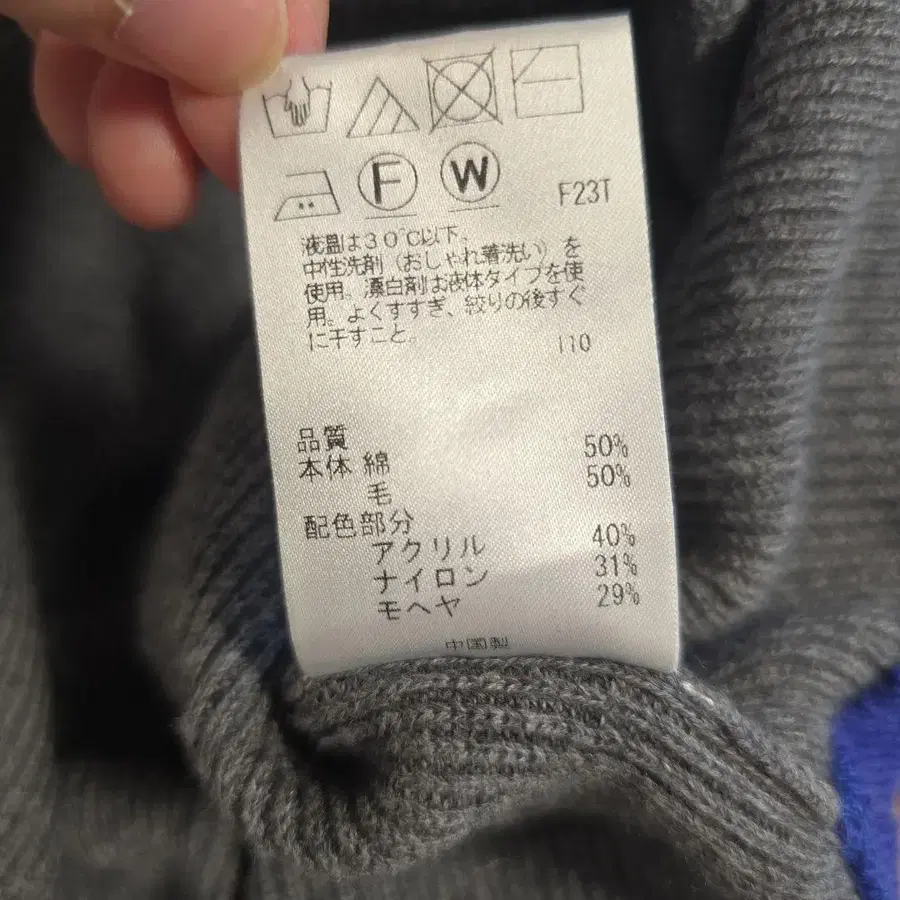 F W F23T
液温は30℃以下。
中性洗剤（おしゃれ着洗い）を
使用。漂白剤は液体タイプを使
用。よくすすぎ、絞りの後すぐ
に干すこと。
110
品質
本体 綿 50%
毛 50%
配色部分
アクリル 40%
ナイロン 31%
モヘヤ 29%
中国製